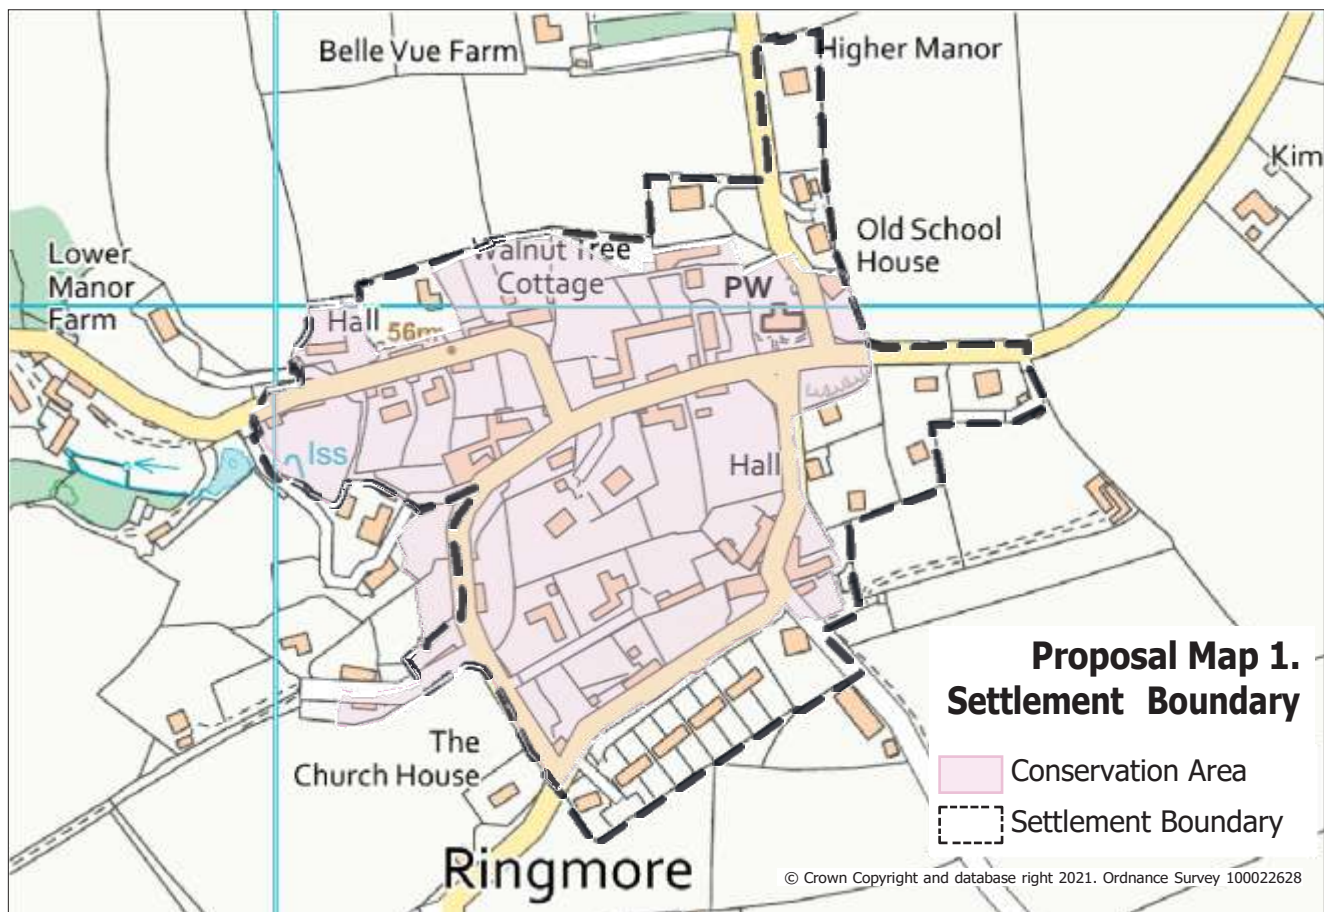 Belle Vue Farm
Higher Manor
Kim
Old School
House
Lower
Manor
Farm
Walnut Tree
Cottage
PW
Hall
56m
Iss
Hall
The
Church House
Ringmore
Proposal Map 1.
Settlement Boundary
Conservation Area
Settlement Boundary
© Crown Copyright and database right 2021. Ordnance Survey 100022628